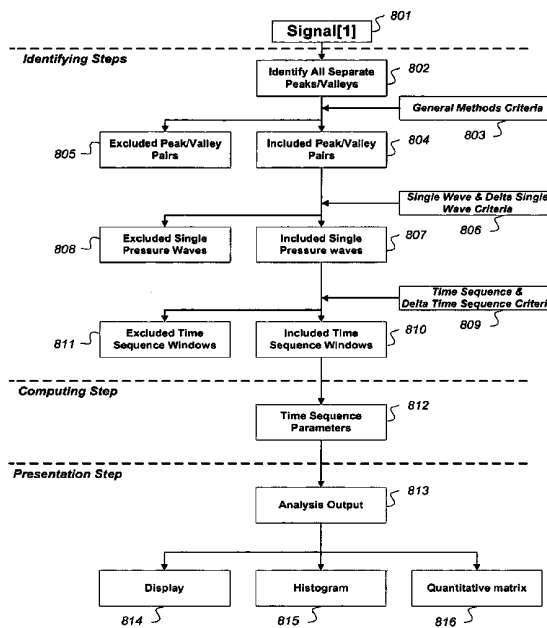 801
Signal[1]
Identifying Steps
802
Identify All Separate
Peaks/Valleys
General Methods Criteria
803
805
Excluded Peak/Valley
Pairs
Included Peak/Valley
Pairs
804
Single Wave & Delta Single
Wave Criteria
806
808
Excluded Single
Pressure Waves
Included Single
Pressure waves
807
Time Sequence &
Delta Time Sequence Criteria
809
811
Excluded Time
Sequence Windows
Included Time
Sequence Windows
810
Computing Step
Time Sequence
Parameters
812
Presentation Step
813
Analysis Output
Display
Histogram
Quantitative matrix
814
815
816